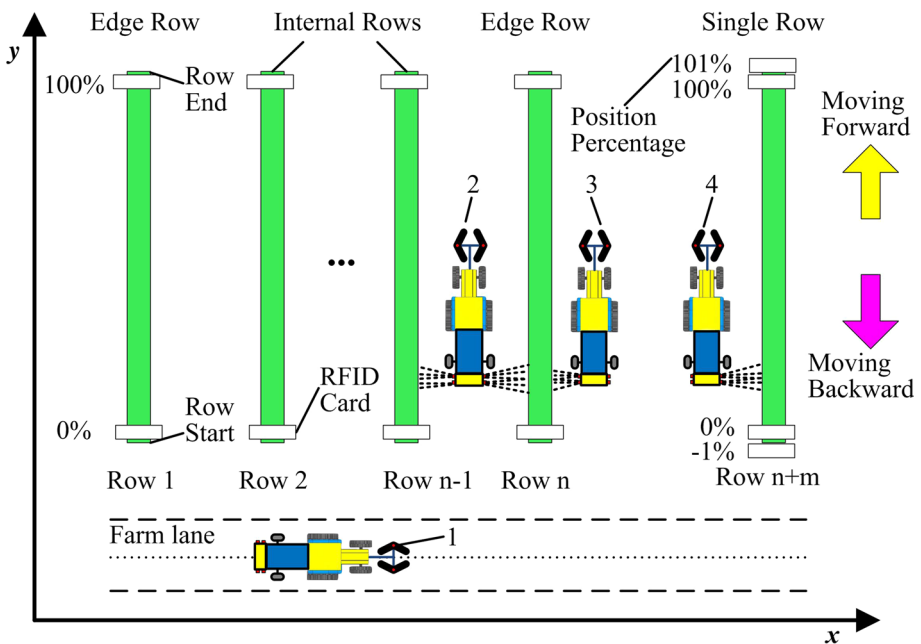 Edge Row
Internal Rows
Edge Row
Single Row
y
100%
Row
End
101%
100%
Position
Percentage
Moving
Forward
2
3
4
...
Moving
Backward
RFID
Card
0%
Row
Start
0%
-1%
Row 1
Row 2
Row n-1
Row n
Row n+m
Farm lane
1
x